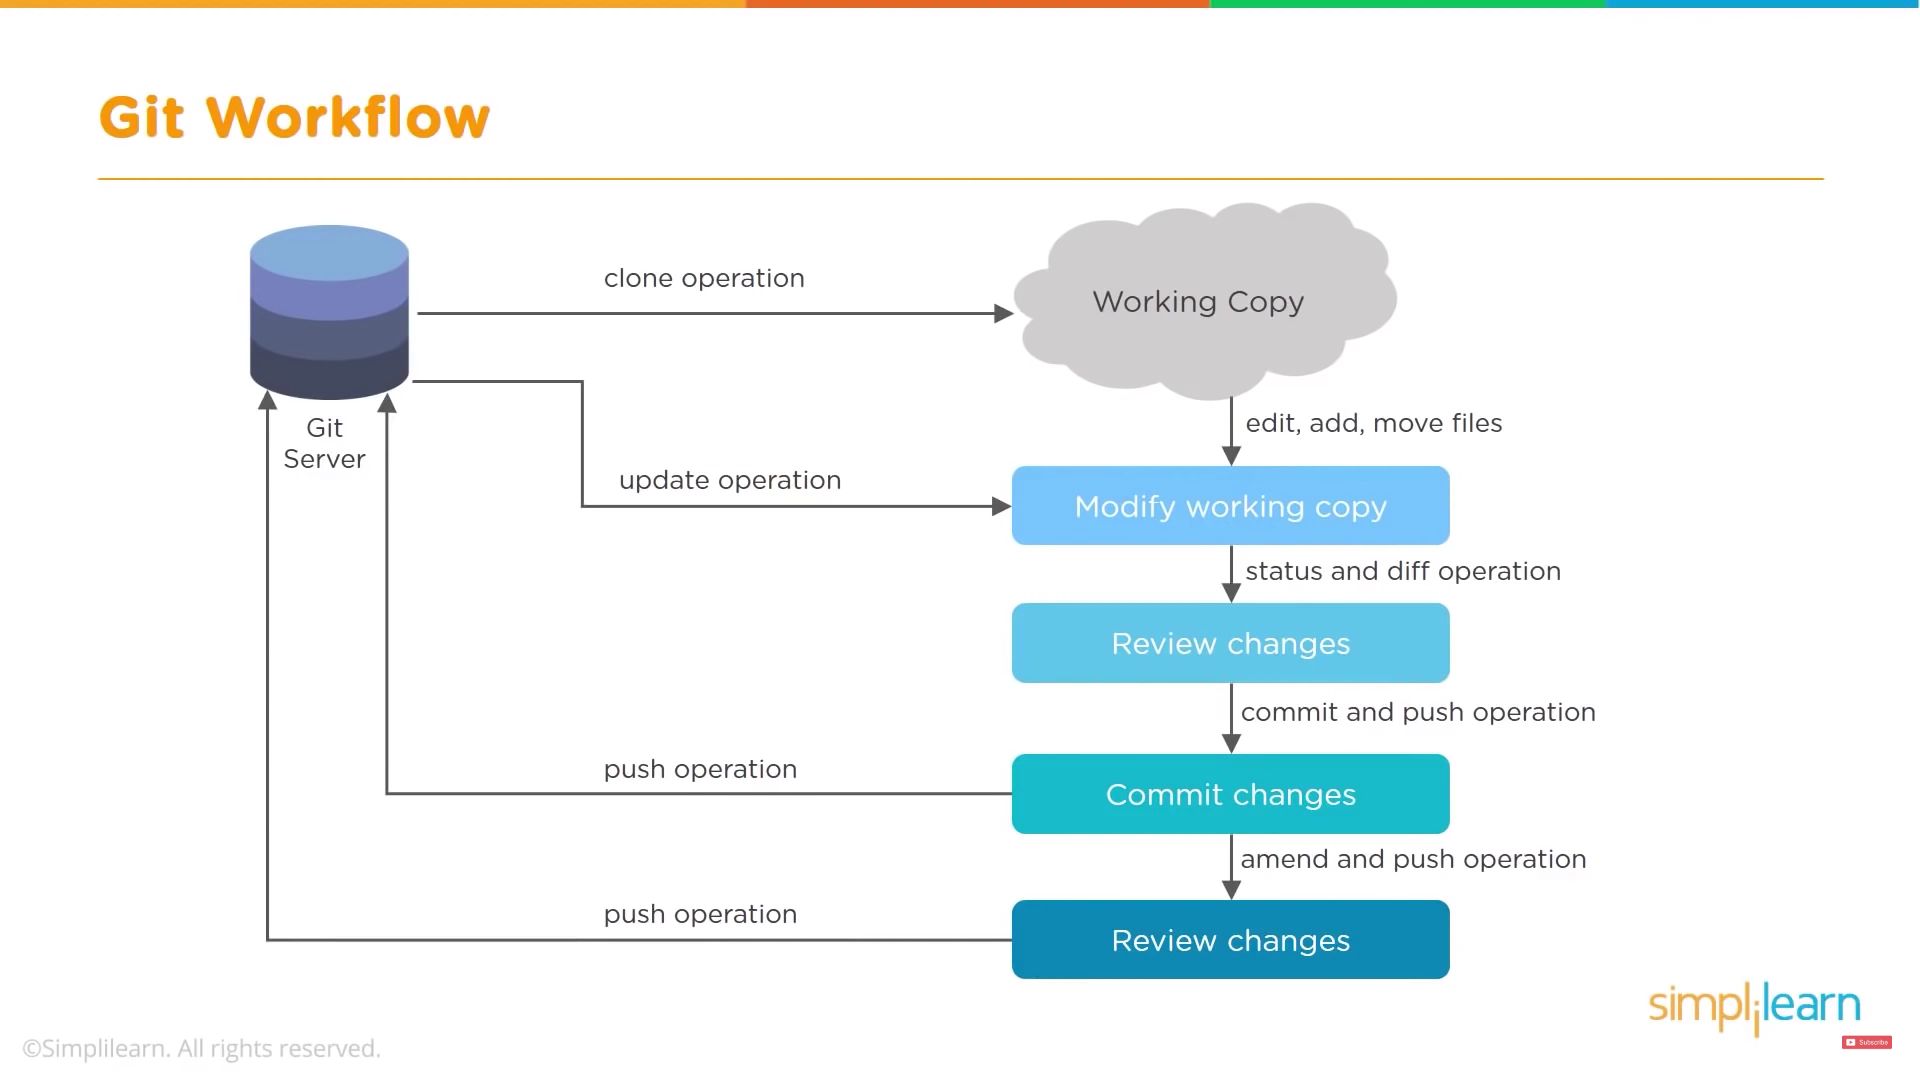 Git Workflow
clone operation
Working Copy
Git
Server
edit, add, move files
update operation
Modify working copy
status and diff operation
Review changes
commit and push operation
push operation
Commit changes
amend and push operation
push operation
Review changes
simplilearn
Subscribe
©Simplilearn. All rights reserved.